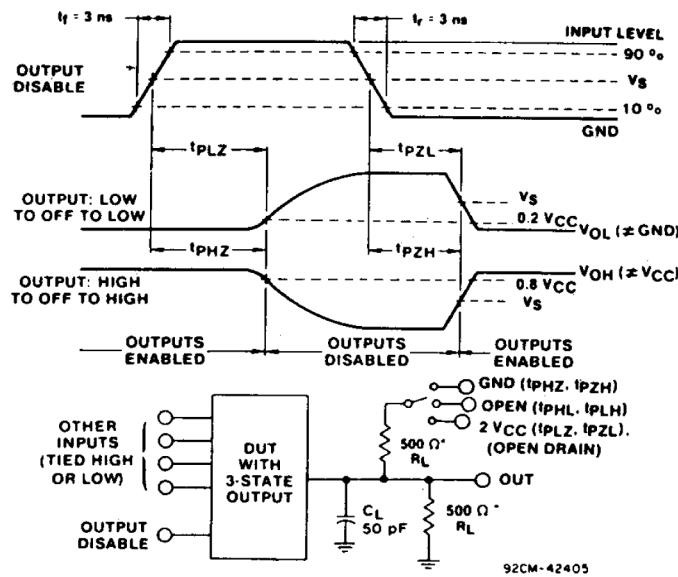 tf = 3 ns
tr = 3 ns
INPUT LEVEL
90 %
OUTPUT
DISABLE
VS
10 %
GND
tPLZ
tPZL
OUTPUT: LOW
TO OFF TO LOW
VS
0.2 VCC
VOL (≠ GND)
tPHZ
tPZH
OUTPUT: HIGH
TO OFF TO HIGH
VOH (≠ VCC)
0.8 VCC
VS
OUTPUTS
ENABLED
OUTPUTS
DISABLED
OUTPUTS
ENABLED
GND (tPHZ, tPZH)
OPEN (tPHL, tPLH)
2 VCC (tPLZ, tPZL),
(OPEN DRAIN)
OTHER
INPUTS
(TIED HIGH
OR LOW)
OUTPUT
DISABLE
DUT
WITH
3-STATE
OUTPUT
500 Ω*
RL
OUT
CL
50 pF
500 Ω*
RL
92CM-42405